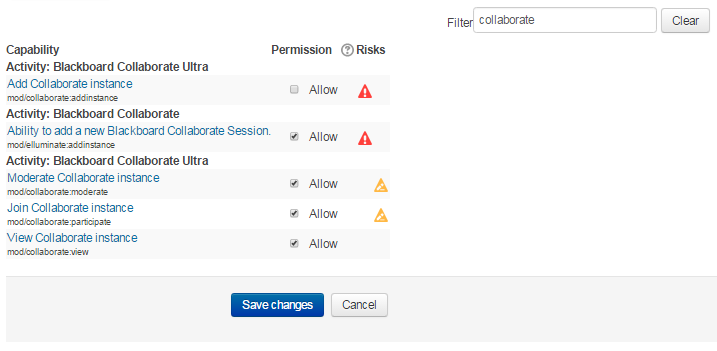 Filter collaborate Clear
Capability Permission Risks
Activity: Blackboard Collaborate Ultra
Add Collaborate instance Allow
mod/collaborate:addinstance
Activity: Blackboard Collaborate
Ability to add a new Blackboard Collaborate Session. Allow
mod/elluminate:addinstance
Activity: Blackboard Collaborate Ultra
Moderate Collaborate instance Allow
mod/collaborate:moderate
Join Collaborate instance Allow
mod/collaborate:participate
View Collaborate instance Allow
mod/collaborate:view
Save changes Cancel